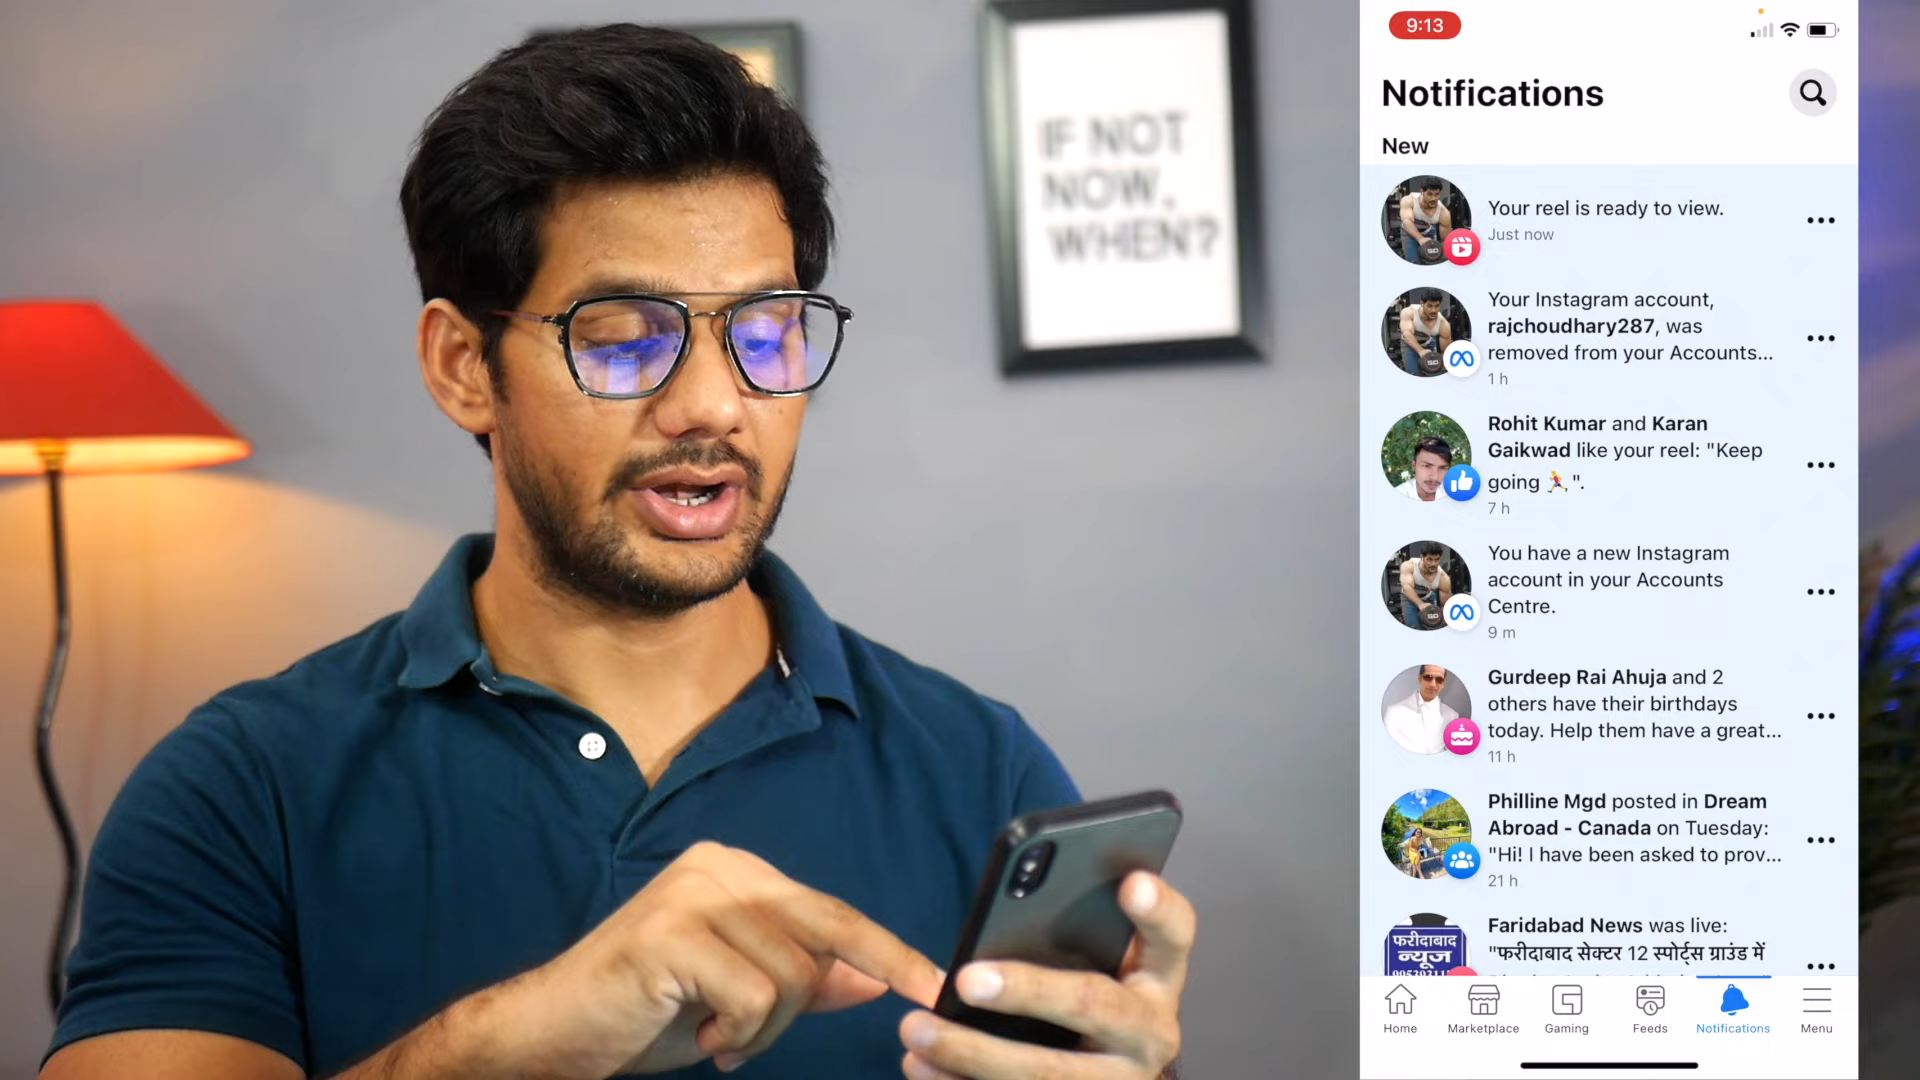 IF NOT
NOW,
WHEN?
9:13
Notifications
New
Your reel is ready to view.
Just now
Your Instagram account,
rajchoudhary287, was
removed from your Accounts...
1 h
Rohit Kumar and Karan
Gaikwad like your reel: "Keep
going 🏃 ".
7 h
You have a new Instagram
account in your Accounts
Centre.
9 m
Gurdeep Rai Ahuja and 2
others have their birthdays
today. Help them have a great...
11 h
Philline Mgd posted in Dream
Abroad - Canada on Tuesday:
"Hi! I have been asked to prov...
21 h
फरीदाबाद
न्यूज
Faridabad News was live:
"फरीदाबाद सेक्टर 12 स्पोर्ट्स ग्राउंड में
Home
Marketplace
Gaming
Feeds
Notifications
Menu